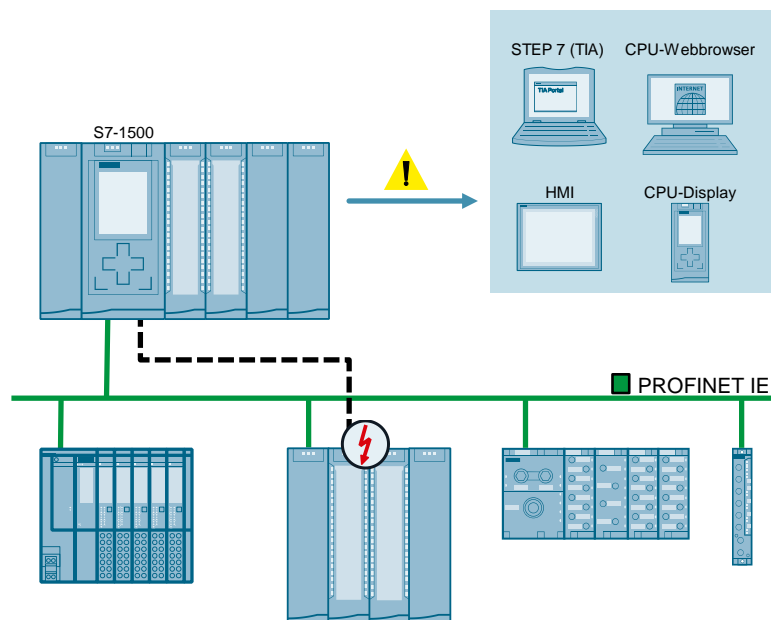 STEP 7 (TIA)
CPU-Webbrowser
TIA Portal
INTERNET
S7-1500
HMI
CPU-Display
PROFINET IE